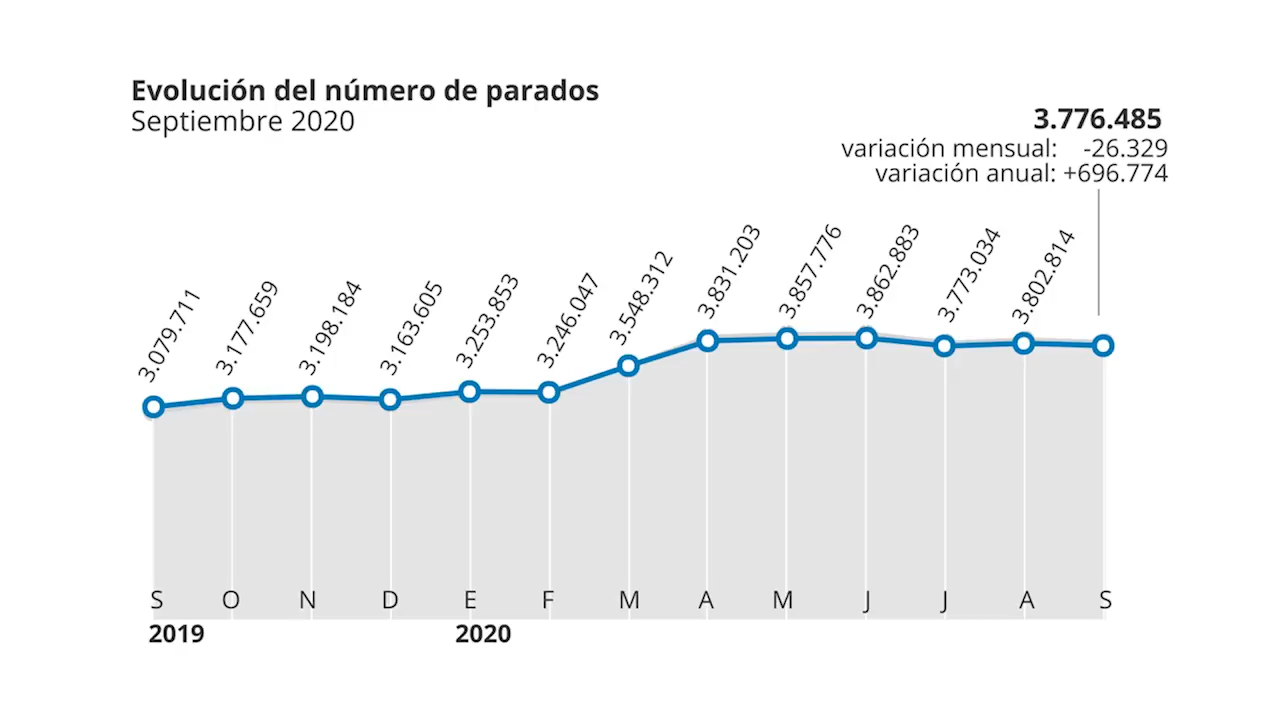 Evolución del número de parados
Septiembre 2020
3.776.485
variación mensual: -26.329
variación anual: +696.774
3.079.711
3.177.659
3.198.184
3.163.605
3.253.853
3.246.047
3.548.312
3.831.203
3.857.776
3.862.883
3.773.034
3.802.814
S O N D E F M A M J J A S
2019 2020